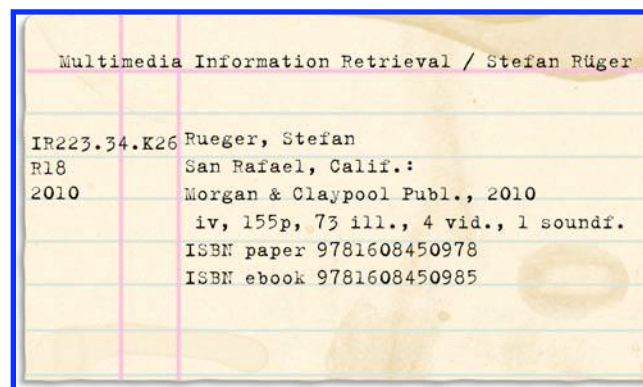 Multimedia Information Retrieval / Stefan Rüger
IR223.34.K26 Rueger, Stefan
R18 San Rafael, Calif.:
2010 Morgan & Claypool Publ., 2010
iv, 155p, 73 ill., 4 vid., 1 soundf.
ISBN paper 9781608450978
ISBN ebook 9781608450985